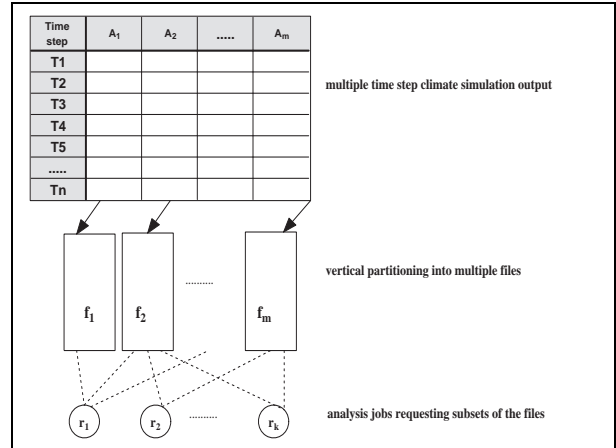 Time step A1 A2 ..... Am
T1
T2
T3
T4
T5
.....
Tn
multiple time step climate simulation output
f1 f2 .......... fm
vertical partitioning into multiple files
r1 r2 .......... rk
analysis jobs requesting subsets of the files